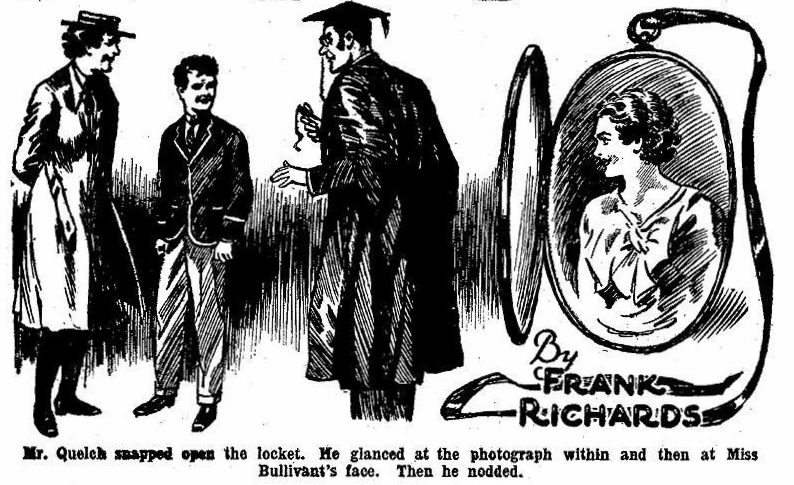 By
FRANK
RICHARDS
Mr. Quelch snapped open the locket. He glanced at the photograph within and then at Miss
Bullivant's face. Then he nodded.